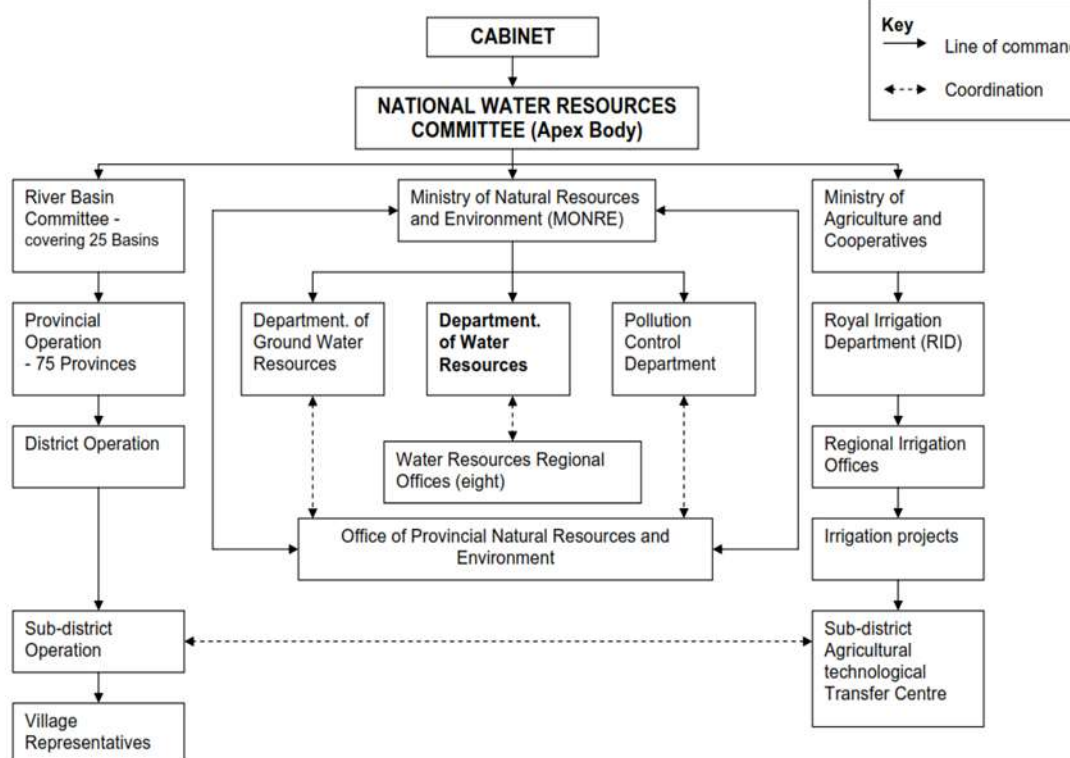 CABINET
Key
Line of command
Coordination
NATIONAL WATER RESOURCES
COMMITTEE (Apex Body)
River Basin
Committee -
covering 25 Basins
Ministry of Natural Resources
and Environment (MONRE)
Ministry of
Agriculture and
Cooperatives
Provincial
Operation
- 75 Provinces
Department. of
Ground Water
Resources
Department.
of Water
Resources
Pollution
Control
Department
Royal Irrigation
Department (RID)
District Operation
Water Resources Regional
Offices (eight)
Regional Irrigation
Offices
Office of Provincial Natural Resources and
Environment
Irrigation projects
Sub-district
Operation
Sub-district
Agricultural
technological
Transfer Centre
Village
Representatives